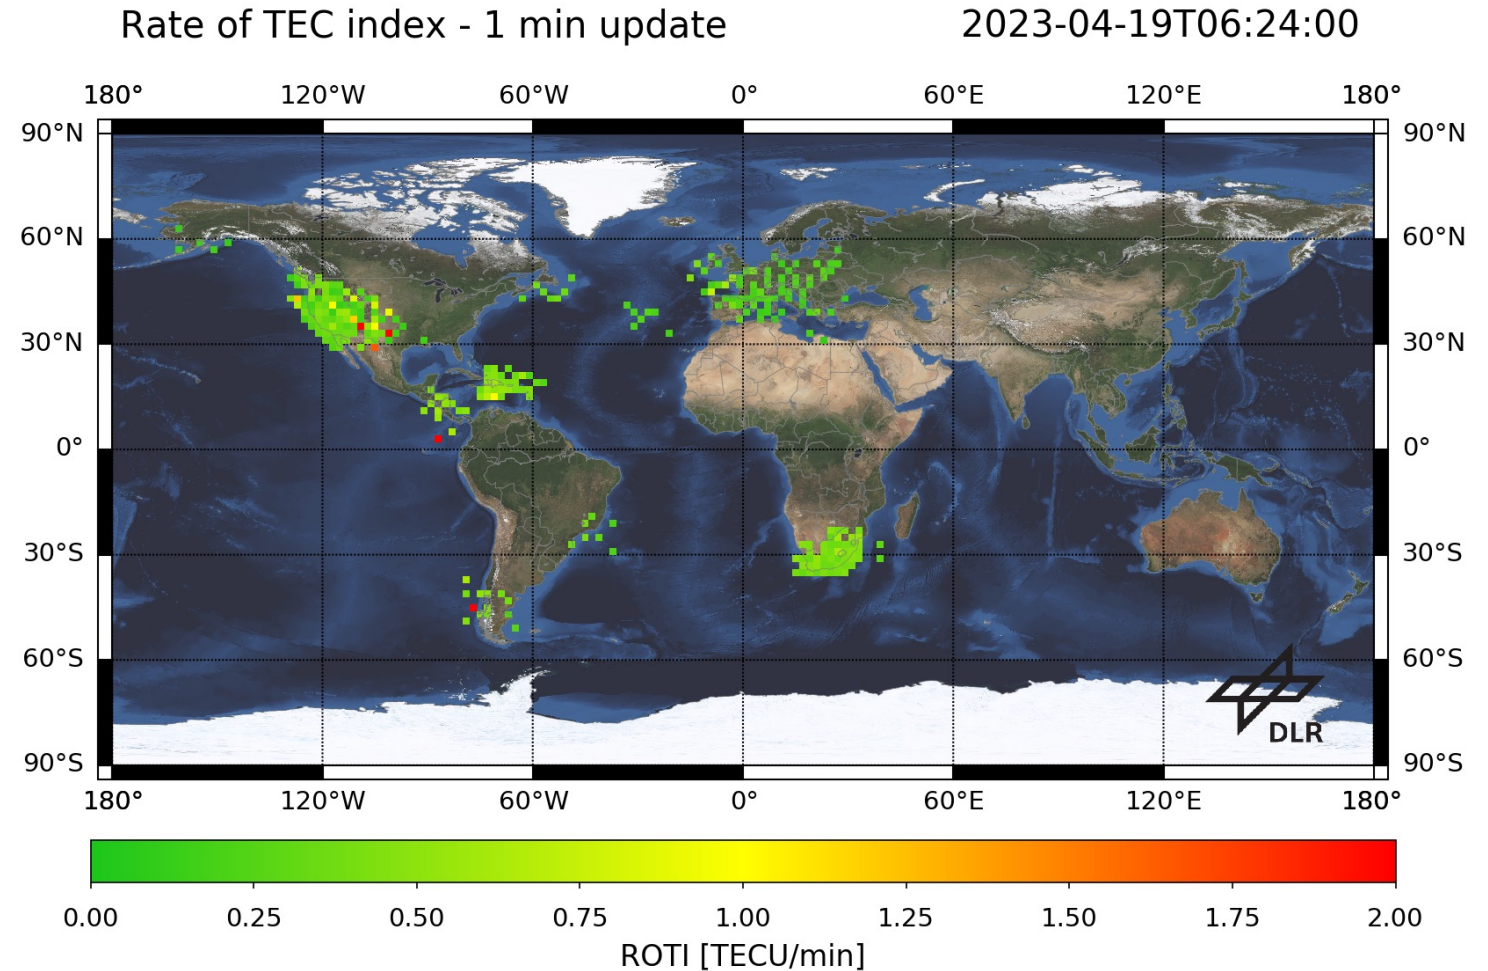 Rate of TEC index - 1 min update 2023-04-19T06:24:00
180° 120°W 60°W 0° 60°E 120°E 180°
90°N 90°N
60°N 60°N
30°N 30°N
0° 0°
30°S 30°S
60°S 60°S
DLR
90°S 90°S
180° 120°W 60°W 0° 60°E 120°E 180°
0.00 0.25 0.50 0.75 1.00 1.25 1.50 1.75 2.00
ROTI [TECU/min]